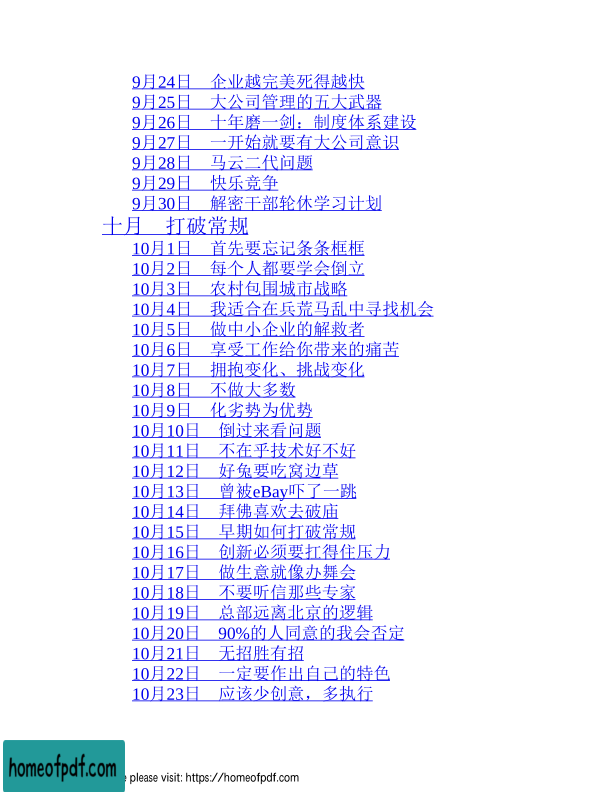 9月24日　企业越完美死得越快
9月25日　大公司管理的五大武器
9月26日　十年磨一剑：制度体系建设
9月27日　一开始就要有大公司意识
9月28日　马云二代问题
9月29日　快乐竞争
9月30日　解密干部轮休学习计划
十月　打破常规
10月1日　首先要忘记条条框框
10月2日　每个人都要学会倒立
10月3日　农村包围城市战略
10月4日　我适合在兵荒马乱中寻找机会
10月5日　做中小企业的解救者
10月6日　享受工作给你带来的痛苦
10月7日　拥抱变化、挑战变化
10月8日　不做大多数
10月9日　化劣势为优势
10月10日　倒过来看问题
10月11日　不在乎技术好不好
10月12日　好兔要吃窝边草
10月13日　曾被eBay吓了一跳
10月14日　拜佛喜欢去破庙
10月15日　早期如何打破常规
10月16日　创新必须要扛得住压力
10月17日　做生意就像办舞会
10月18日　不要听信那些专家
10月19日　总部远离北京的逻辑
10月20日　90%的人同意的我会否定
10月21日　无招胜有招
10月22日　一定要作出自己的特色
10月23日　应该少创意，多执行
homeofpdf.com
please visit: https://homeofpdf.com